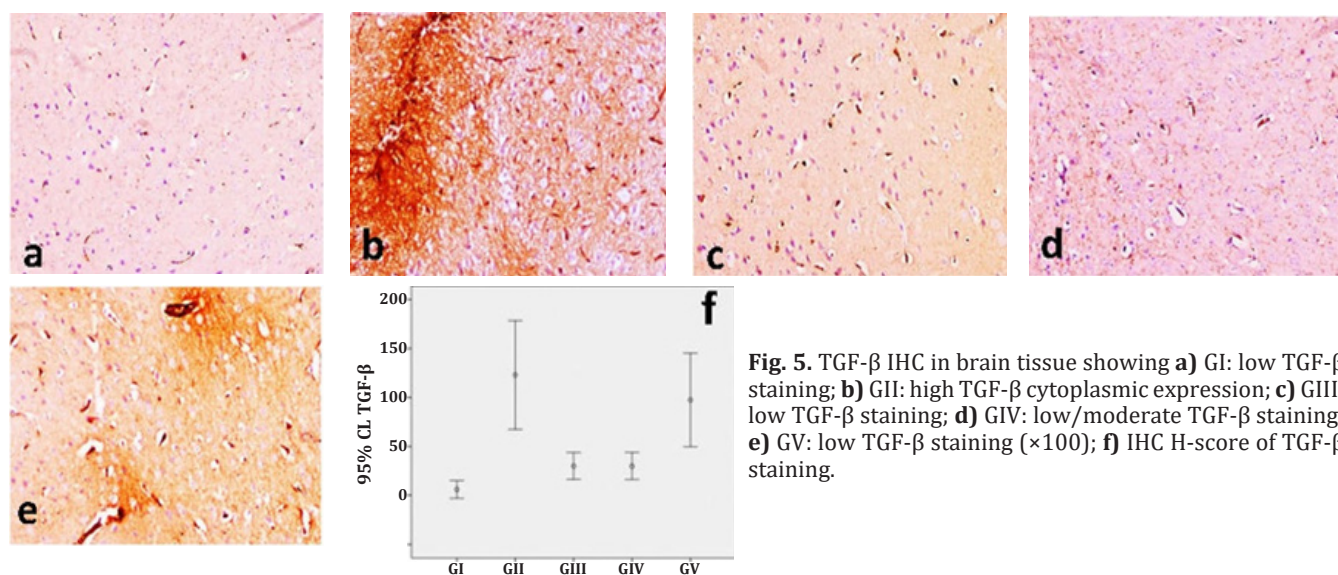 a
b
c
d
e
f
200
150
100
50
0
95% CL TGF-β
GI GII GIII GIV GV
Fig. 5. TGF-β IHC in brain tissue showing a) GI: low TGF-β
staining; b) GII: high TGF-β cytoplasmic expression; c) GIII
low TGF-β staining; d) GIV: low/moderate TGF-β staining
e) GV: low TGF-β staining (×100); f) IHC H-score of TGF-β
staining.